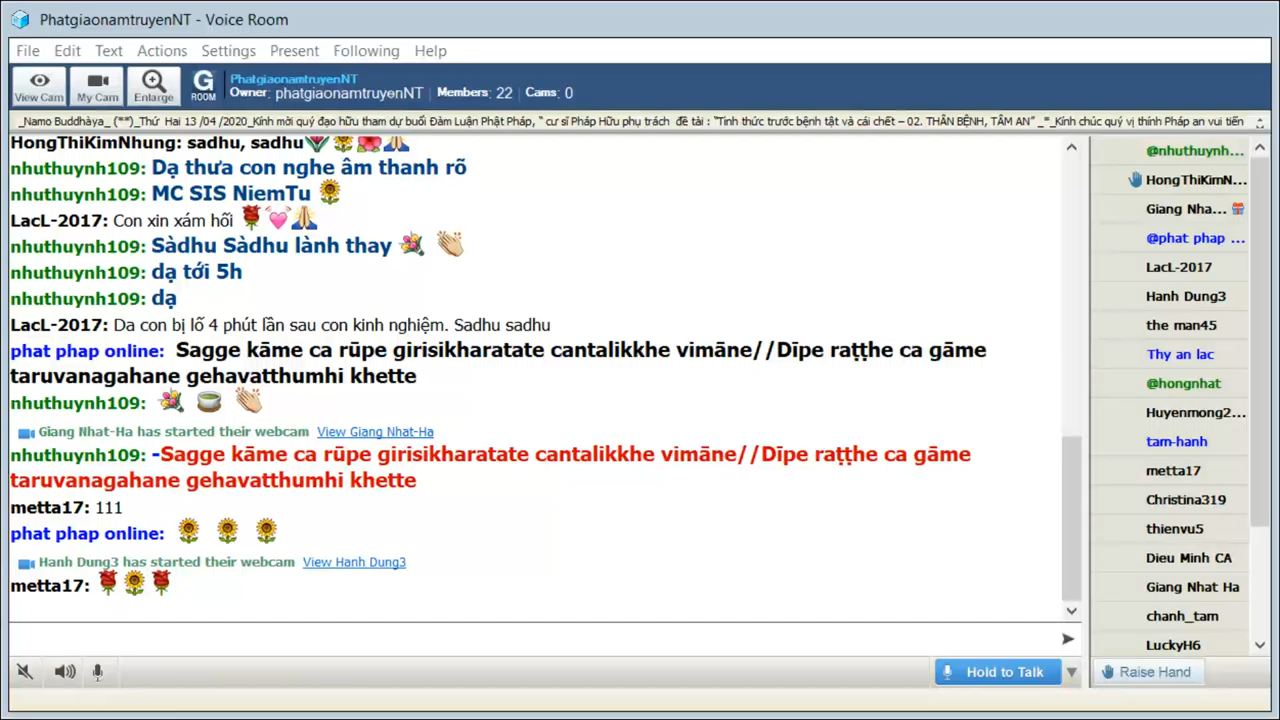 PhatgiaonamtruyenNT - Voice Room
File Edit Text Actions Settings Present Following Help
View Cam My Cam Enlarge G ROOM
PhatgiaonamtruyenNT
Owner: phatgiaonamtruyenNT Members: 22 Cams: 0
_Namo Buddhàya_ (**)_Thứ Hai 13 /04 /2020_Kính mời quý đạo hữu tham dự buổi Đàm Luận Phật Pháp, “ cư sĩ Pháp Hữu phụ trách đề tài : “Tỉnh thức trước bệnh tật và cái chết – 02. THÂN BỆNH, TÂM AN” _*_Kính chúc quý vị thính Pháp an vui tiến
HongThiKimNhung: sadhu, sadhu
nhuthuynh109: Dạ thưa con nghe âm thanh rõ
nhuthuynh109: MC SIS NiemTu
LacL-2017: Con xin xám hối
nhuthuynh109: Sàdhu Sàdhu lành thay
nhuthuynh109: dạ tới 5h
nhuthuynh109: dạ
LacL-2017: Da con bị lố 4 phút lần sau con kinh nghiệm. Sadhu sadhu
phat phap online: Sagge kāme ca rūpe girisikharatate cantalikkhe vimāne//Dīpe raṭṭhe ca gāme
taruvanagahane gehavatthumhi khette
nhuthuynh109:
Giang Nhat-Ha has started their webcam View Giang Nhat-Ha
nhuthuynh109: -Sagge kāme ca rūpe girisikharatate cantalikkhe vimāne//Dīpe raṭṭhe ca gāme
taruvanagahane gehavatthumhi khette
metta17: 111
phat phap online:
Hanh Dung3 has started their webcam View Hanh Dung3
metta17:
@nhuthuynh...
HongThiKimN...
Giang Nha...
@phat phap ...
LacL-2017
Hanh Dung3
the man45
Thy an lac
@hongnhat
Huyenmong2...
tam-hanh
metta17
Christina319
thienvu5
Dieu Minh CA
Giang Nhat Ha
chanh_tam
LuckyH6
Hold to Talk
Raise Hand